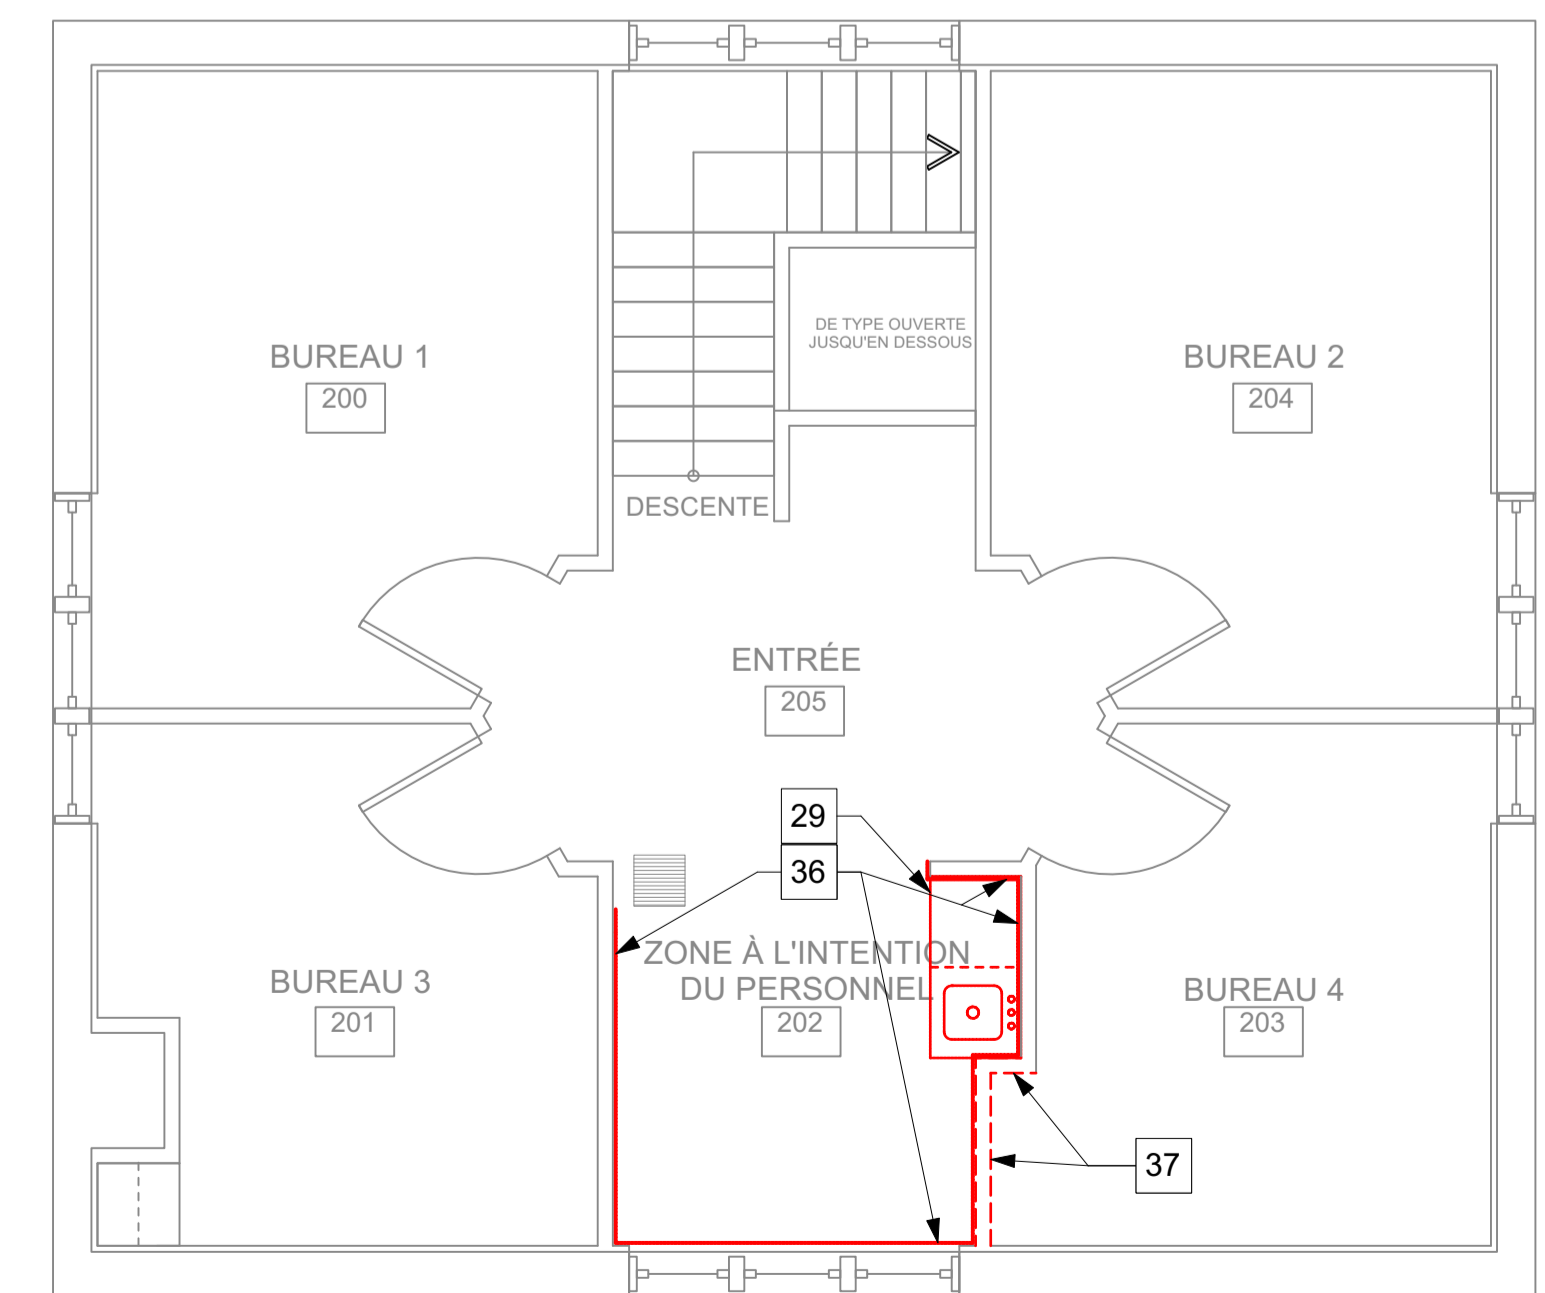 DE TYPE OUVERTE
JUSQU'EN DESSOUS
BUREAU 1
200
BUREAU 2
204
DESCENTE
ENTRÉE
205
29
36
ZONE À L'INTENTION
DU PERSONNEL
202
BUREAU 3
201
BUREAU 4
203
37